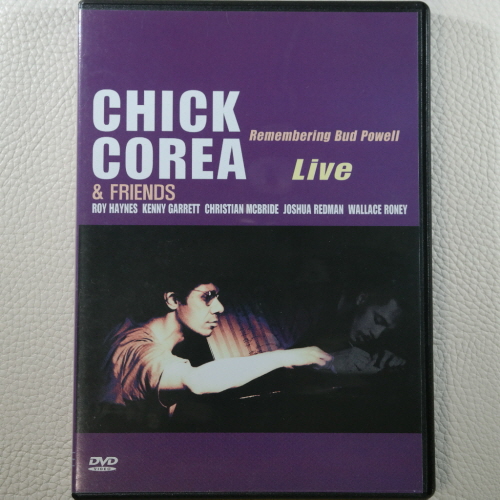 CHICK
COREA
Remembering Bud Powell
Live
& FRIENDS
ROY HAYNES KENNY GARRETT CHRISTIAN MCBRIDE JOSHUA REDMAN WALLACE RONEY
DVD
VIDEO